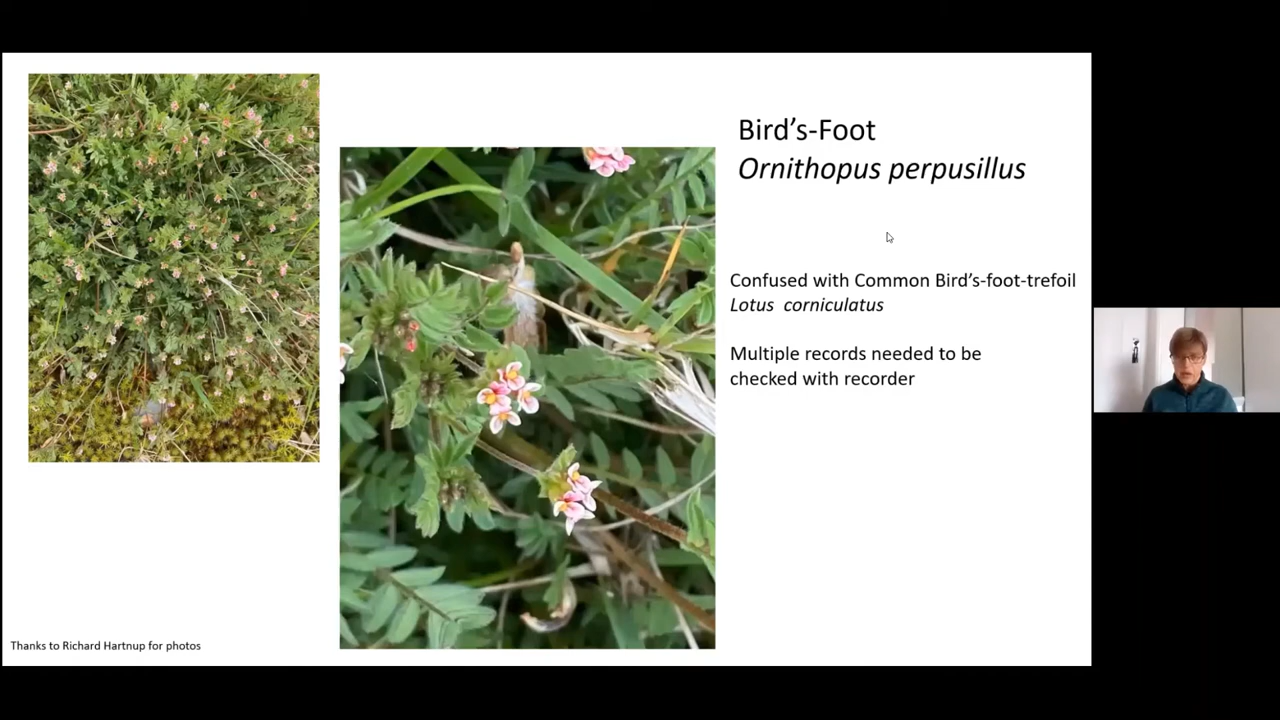 Bird's-Foot
Ornithopus perpusillus
Confused with Common Bird's-foot-trefoil
Lotus corniculatus
Multiple records needed to be
checked with recorder
Thanks to Richard Hartnup for photos